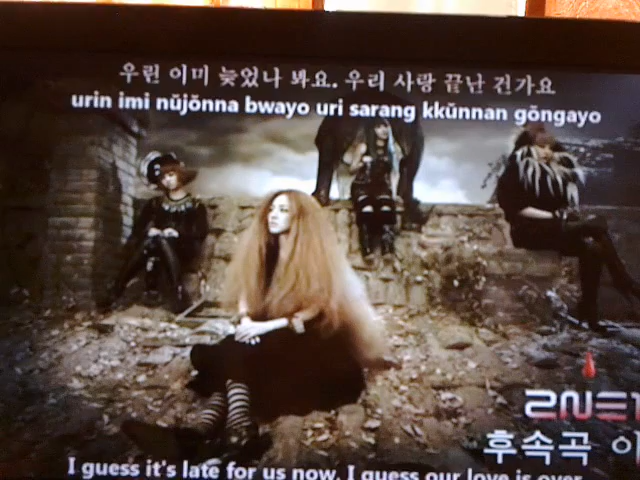 우린 이미 늦었나 봐요. 우리 사랑 끝난 건가요
urin imi nŭjŏnna bwayo uri sarang kkŭnnan gŏngayo
2NE1
후속곡 이
I guess it's late for us now. I guess our love is over